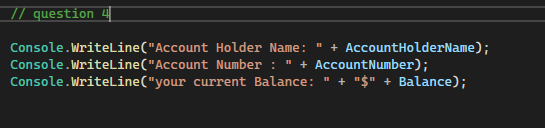 // question 4
Console.WriteLine("Account Holder Name: " + AccountHolderName);
Console.WriteLine("Account Number : " + AccountNumber);
Console.WriteLine("your current Balance: " + "$" + Balance);